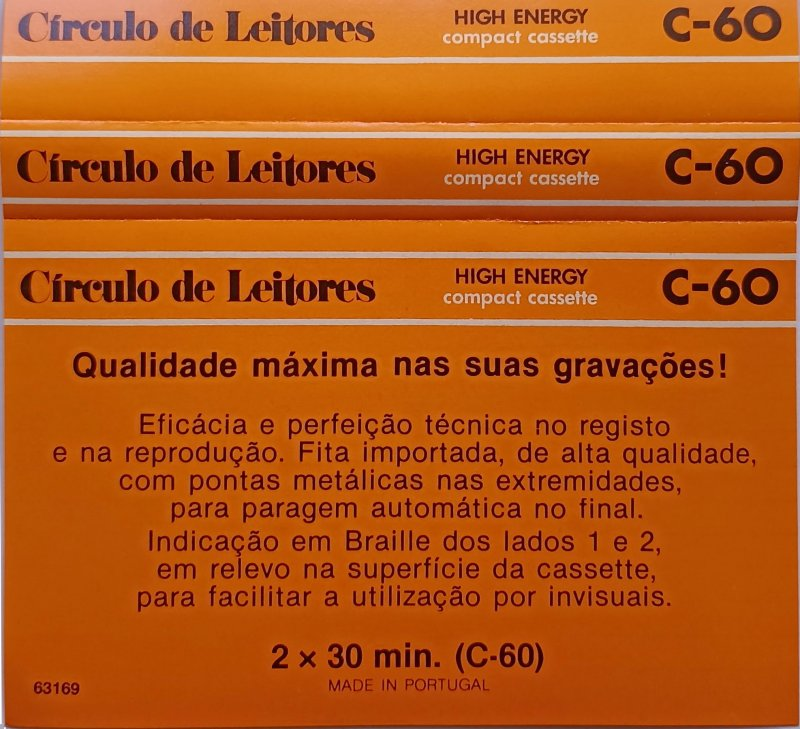 Círculo de Leitores HIGH ENERGY C-60
compact cassette
Círculo de Leitores HIGH ENERGY C-60
compact cassette
Círculo de Leitores HIGH ENERGY C-60
compact cassette
Qualidade máxima nas suas gravações!
Eficácia e perfeição técnica no registo
e na reprodução. Fita importada, de alta qualidade,
com pontas metálicas nas extremidades,
para paragem automática no final.
Indicação em Braille dos lados 1 e 2,
em relevo na superfície da cassette,
para facilitar a utilização por invisuais.
2 × 30 min. (C-60)
63169 MADE IN PORTUGAL